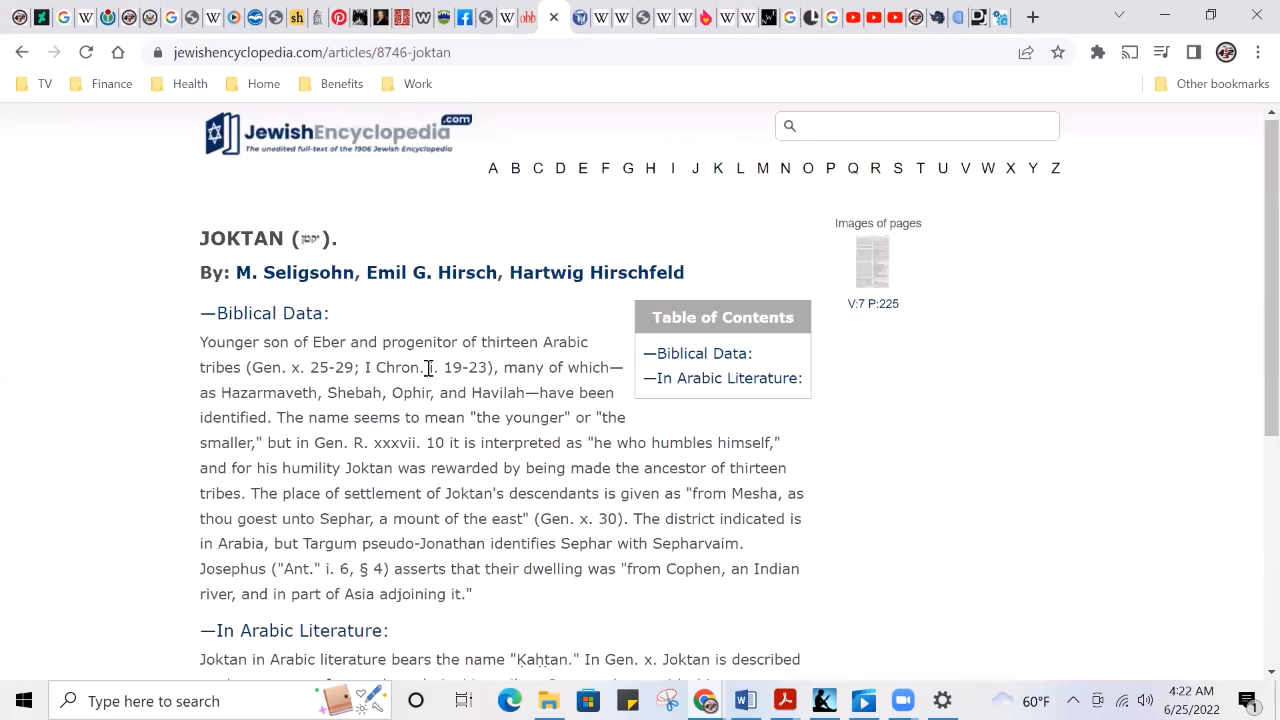 jewishencyclopedia.com/articles/8746-joktan
TV Finance Health Home Benefits Work Other bookmarks
JewishEncyclopedia .com
The unedited full-text of the 1906 Jewish Encyclopedia
A B C D E F G H I J K L M N O P Q R S T U V W X Y Z
Images of pages
V:7 P:225
JOKTAN (יקטן).
By: M. Seligsohn, Emil G. Hirsch, Hartwig Hirschfeld
—Biblical Data:
Table of Contents
—Biblical Data:
—In Arabic Literature:
Younger son of Eber and progenitor of thirteen Arabic
tribes (Gen. x. 25-29; I Chron. i. 19-23), many of which—
as Hazarmaveth, Shebah, Ophir, and Havilah—have been
identified. The name seems to mean "the younger" or "the
smaller," but in Gen. R. xxxvii. 10 it is interpreted as "he who humbles himself,"
and for his humility Joktan was rewarded by being made the ancestor of thirteen
tribes. The place of settlement of Joktan's descendants is given as "from Mesha, as
thou goest unto Sephar, a mount of the east" (Gen. x. 30). The district indicated is
in Arabia, but Targum pseudo-Jonathan identifies Sephar with Sepharvaim.
Josephus ("Ant." i. 6, § 4) asserts that their dwelling was "from Cophen, an Indian
river, and in part of Asia adjoining it."
—In Arabic Literature:
Joktan in Arabic literature bears the name "Ḳaḥṭan." In Gen. x. Joktan is described
Type here to search
60°F
4:22 AM
6/25/2022